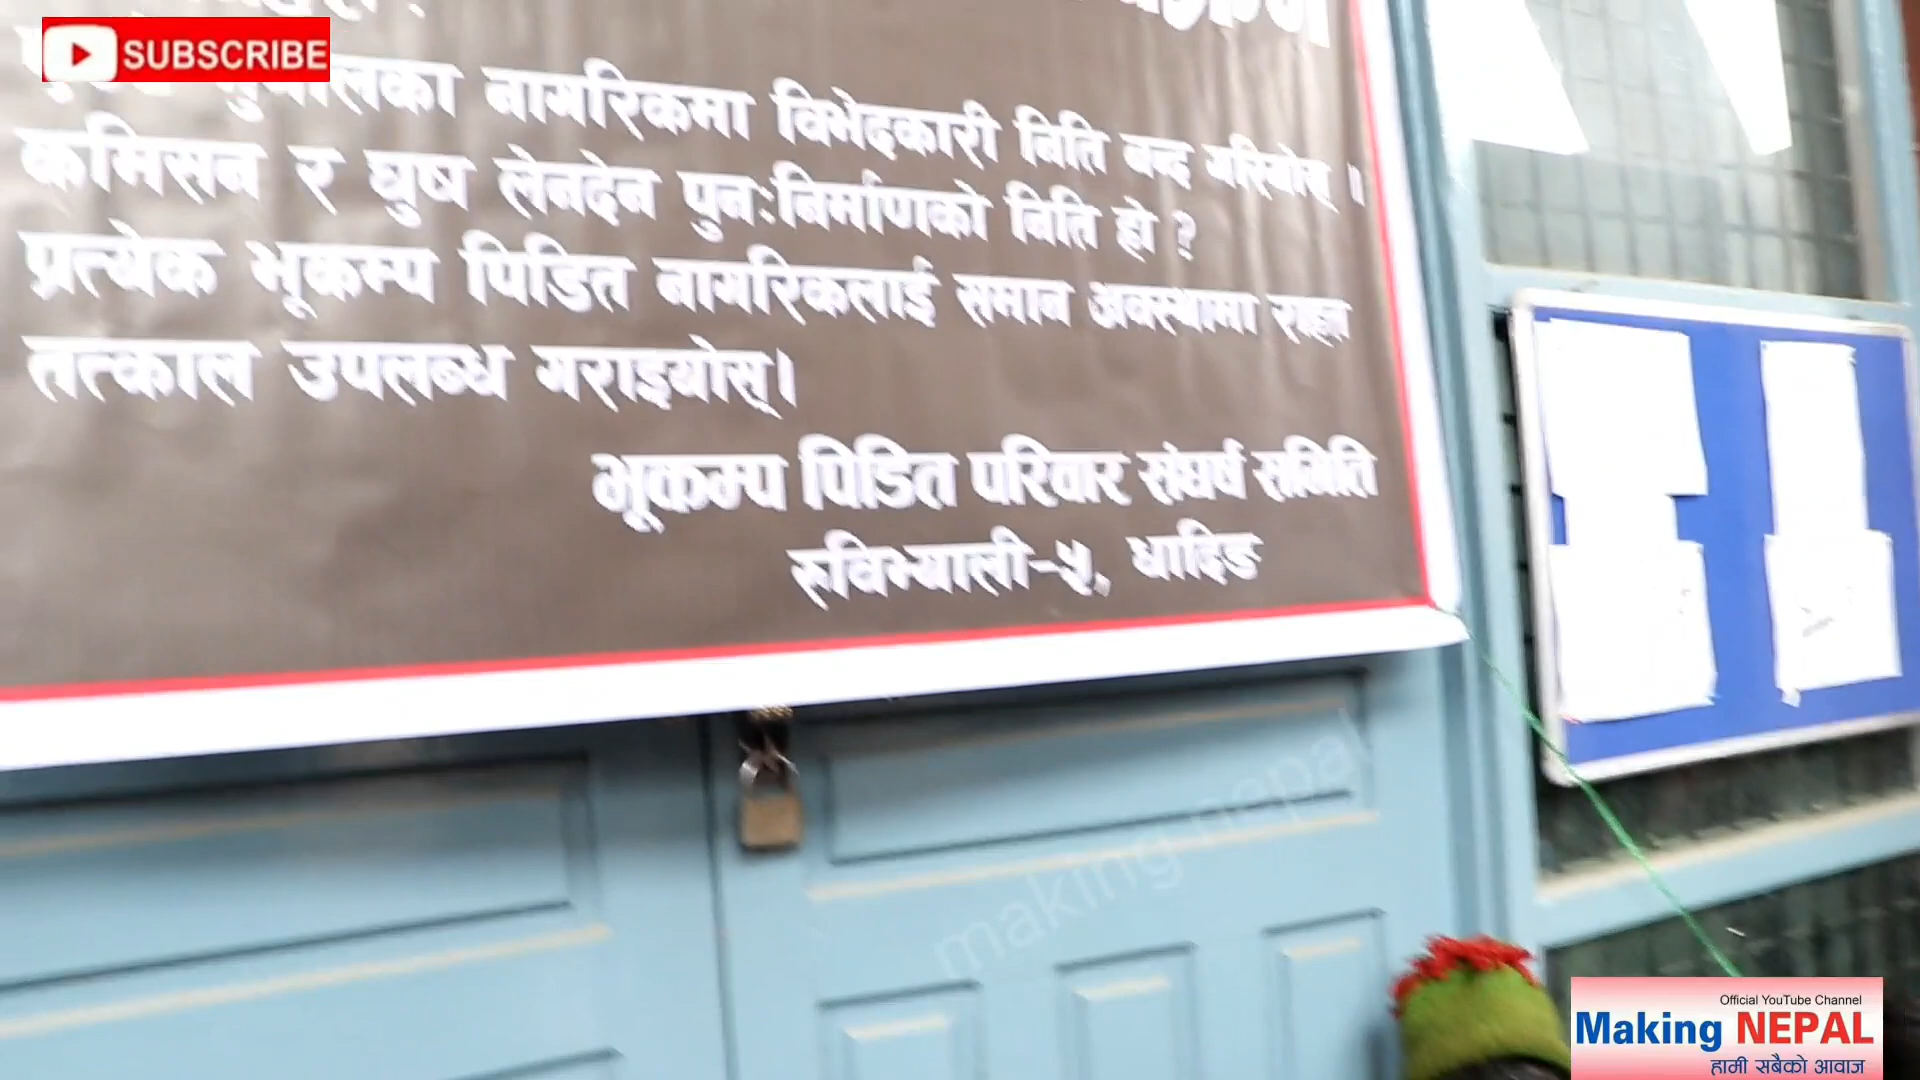 SUBSCRIBE
नागरिकमा विभेदकारी निति बन्द गरियोस् ।
कमिसन र घुष लेनदेन पुनःनिर्माणको निति हो ?
प्रत्येक भूकम्प पिडित नागरिकलाई समान अवस्थामा राहत
तत्काल उपलब्ध गराइयोस्।
भूकम्प पिडित परिवार संघर्ष समिति
रुविभ्याली-५, धादिङ
making nepal
Official YouTube Channel
Making NEPAL
हामी सबैको आवाज